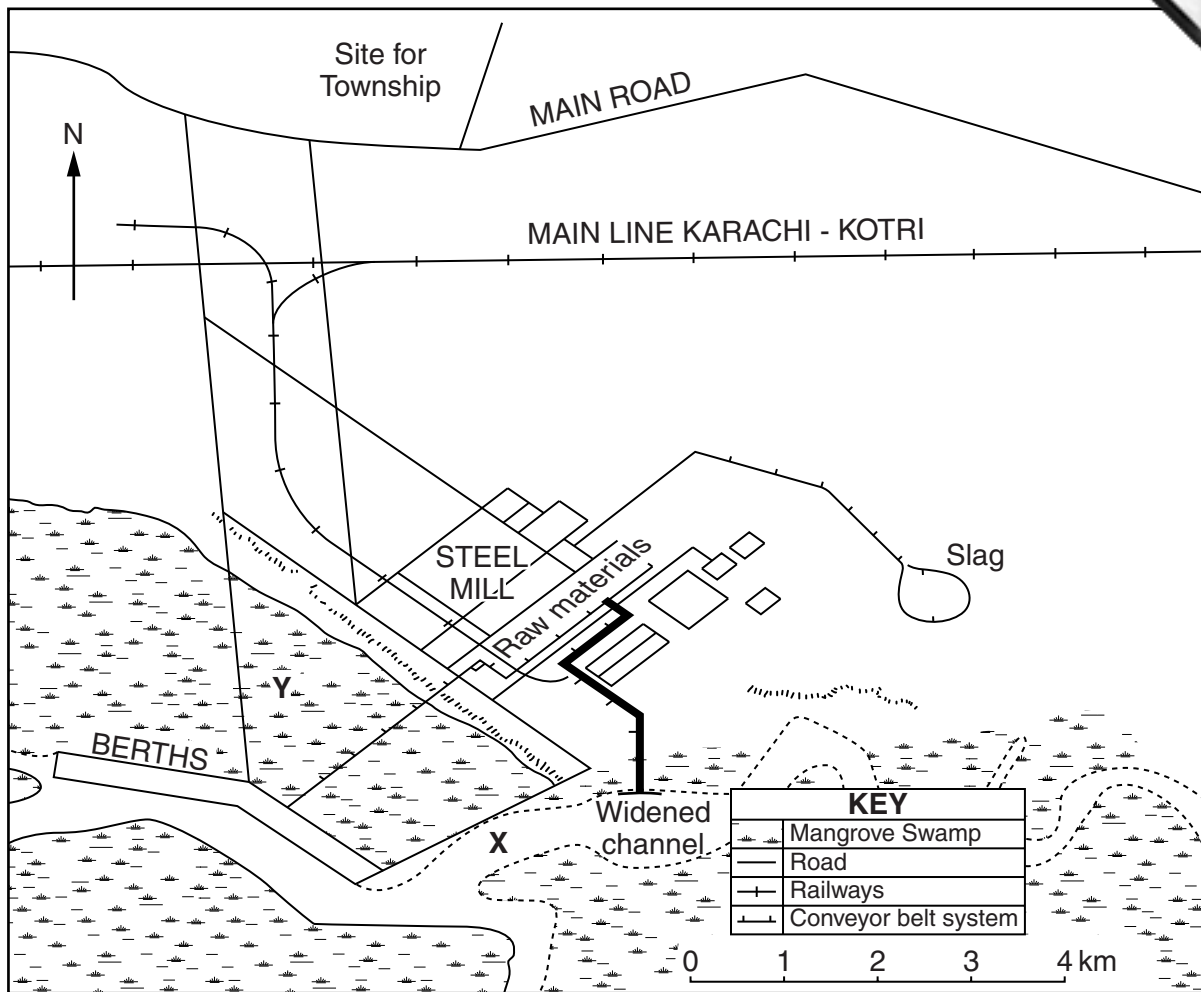 Site for
Township
MAIN ROAD
N
MAIN LINE KARACHI - KOTRI
STEEL
MILL
Raw materials
Slag
Y
BERTHS
X
Widened
channel
KEY
Mangrove Swamp
Road
Railways
Conveyor belt system
0 1 2 3 4 km